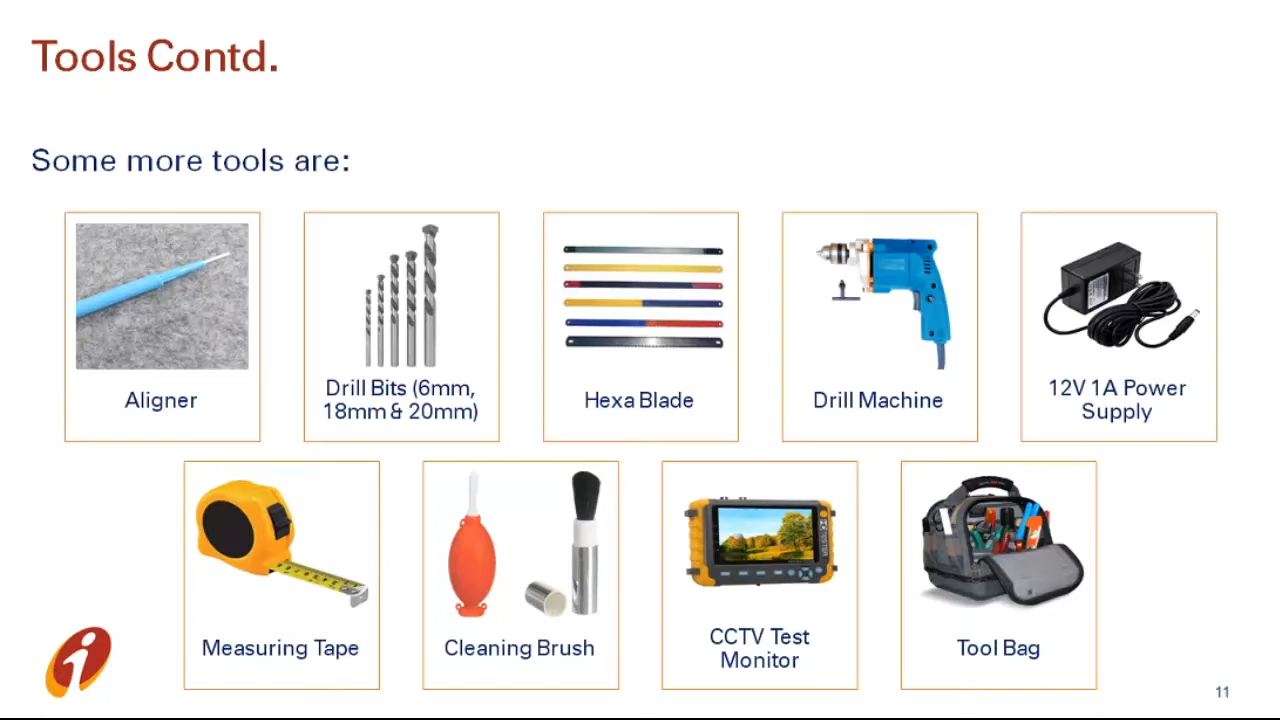 Tools Contd.
Some more tools are:
Aligner
Drill Bits (6mm,
18mm & 20mm)
Hexa Blade
Drill Machine
12V 1A Power
Supply
Measuring Tape
Cleaning Brush
CCTV Test
Monitor
Tool Bag
11